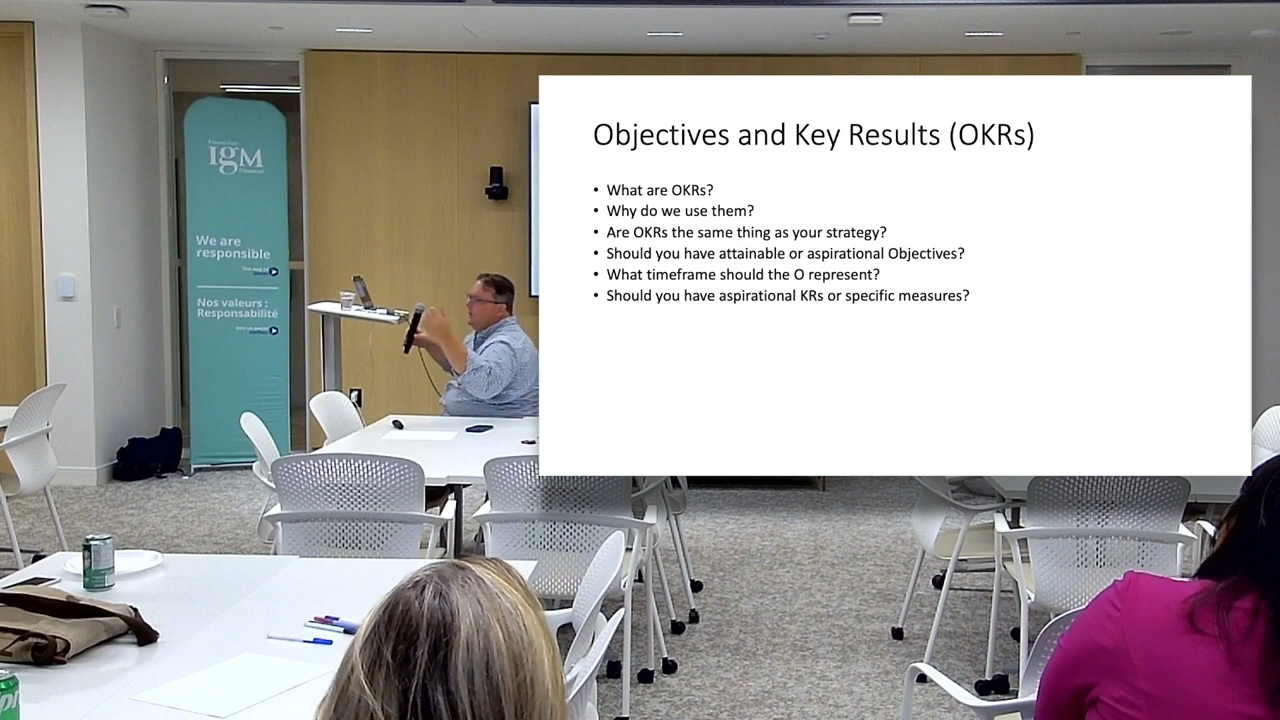 IGM
Financial
We are
responsible
Nos valeurs :
Responsabilité
Objectives and Key Results (OKRs)
• What are OKRs?
• Why do we use them?
• Are OKRs the same thing as your strategy?
• Should you have attainable or aspirational Objectives?
• What timeframe should the O represent?
• Should you have aspirational KRs or specific measures?